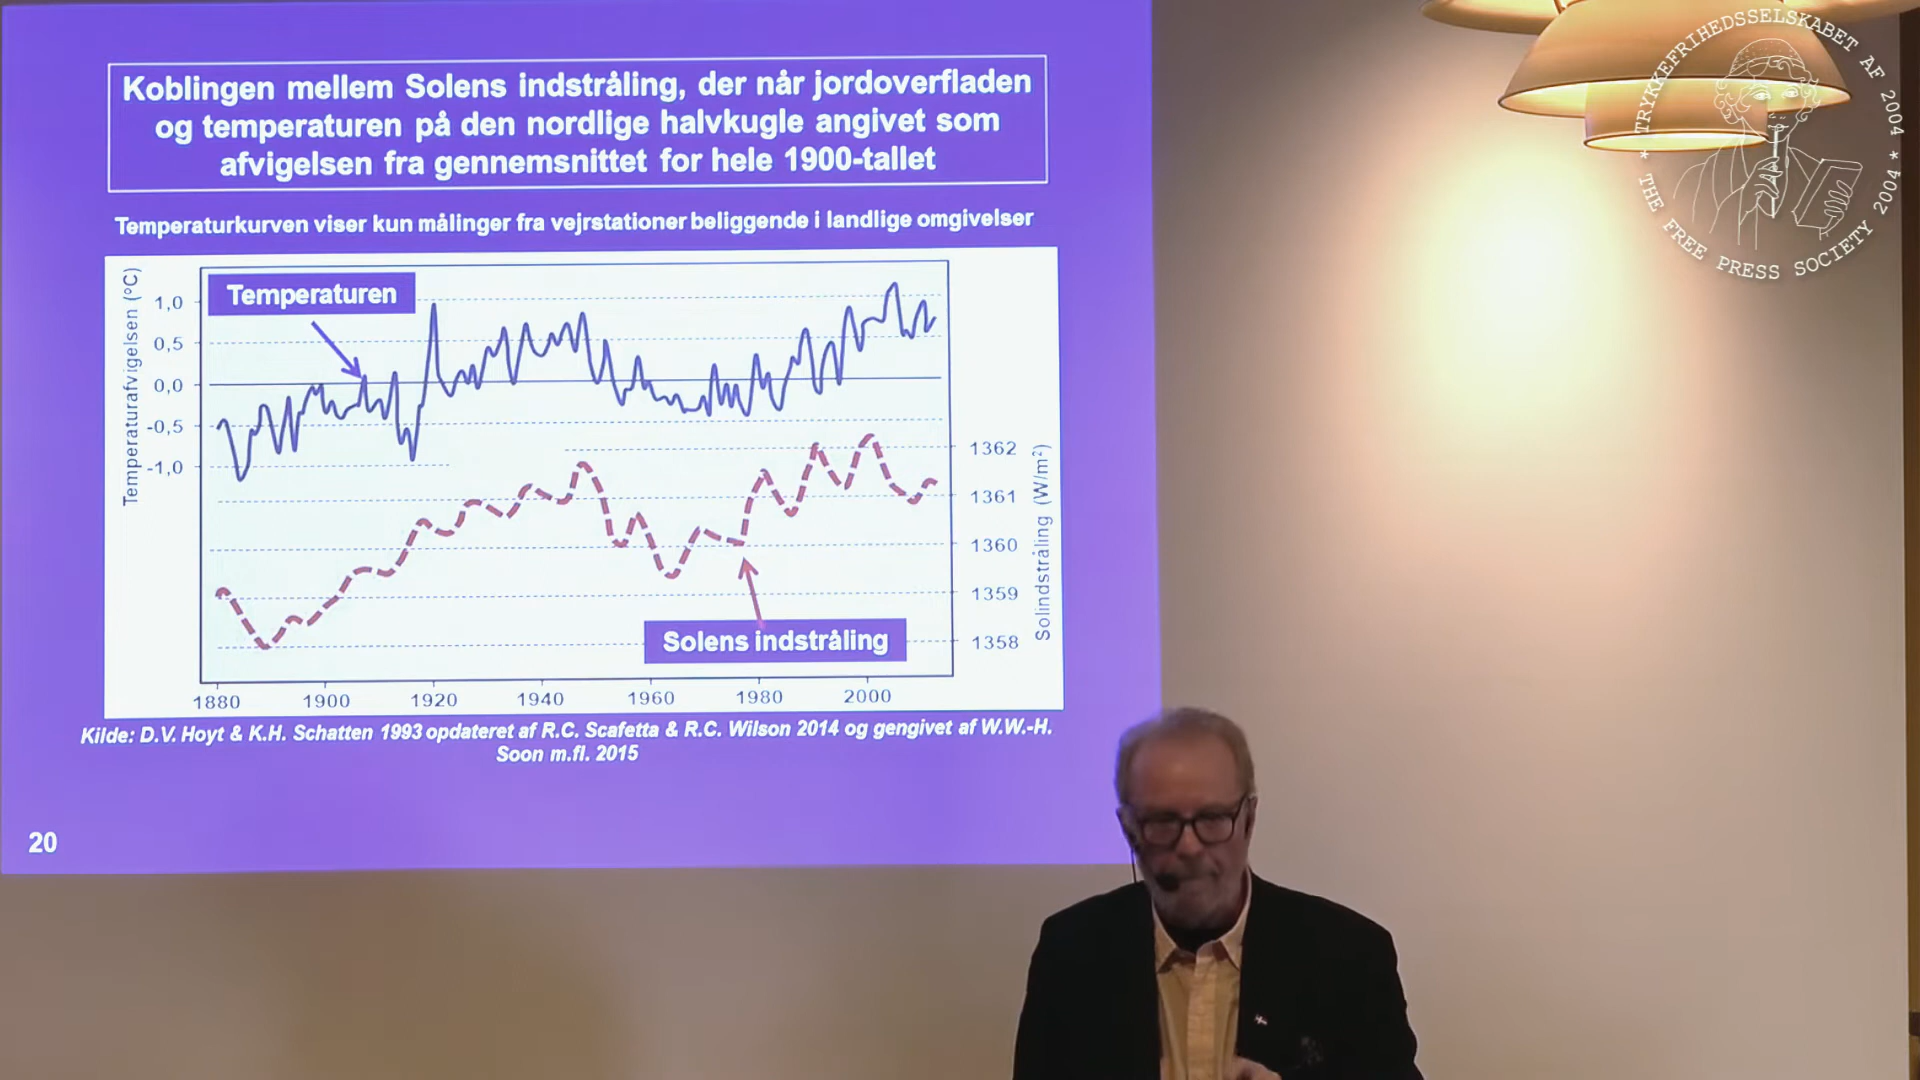 Koblingen mellem Solens indstråling, der når jordoverfladen
og temperaturen på den nordlige halvkugle angivet som
afvigelsen fra gennemsnittet for hele 1900-tallet
Temperaturkurven viser kun målinger fra vejrstationer beliggende i landlige omgivelser
Temperaturafvigelsen (°C)
1,0
0,5
0,0
-0,5
-1,0
Temperaturen
Solens indstråling
1362
1361
1360
1359
1358
Solindstråling (W/m²)
1880 1900 1920 1940 1960 1980 2000
Kilde: D.V. Hoyt & K.H. Schatten 1993 opdateret af R.C. Scafetta & R.C. Wilson 2014 og gengivet af W.W.-H.
Soon m.fl. 2015
20
* TRYKKEFRIHEDSSELSKABET AF 2004 *
THE FREE PRESS SOCIETY 2004